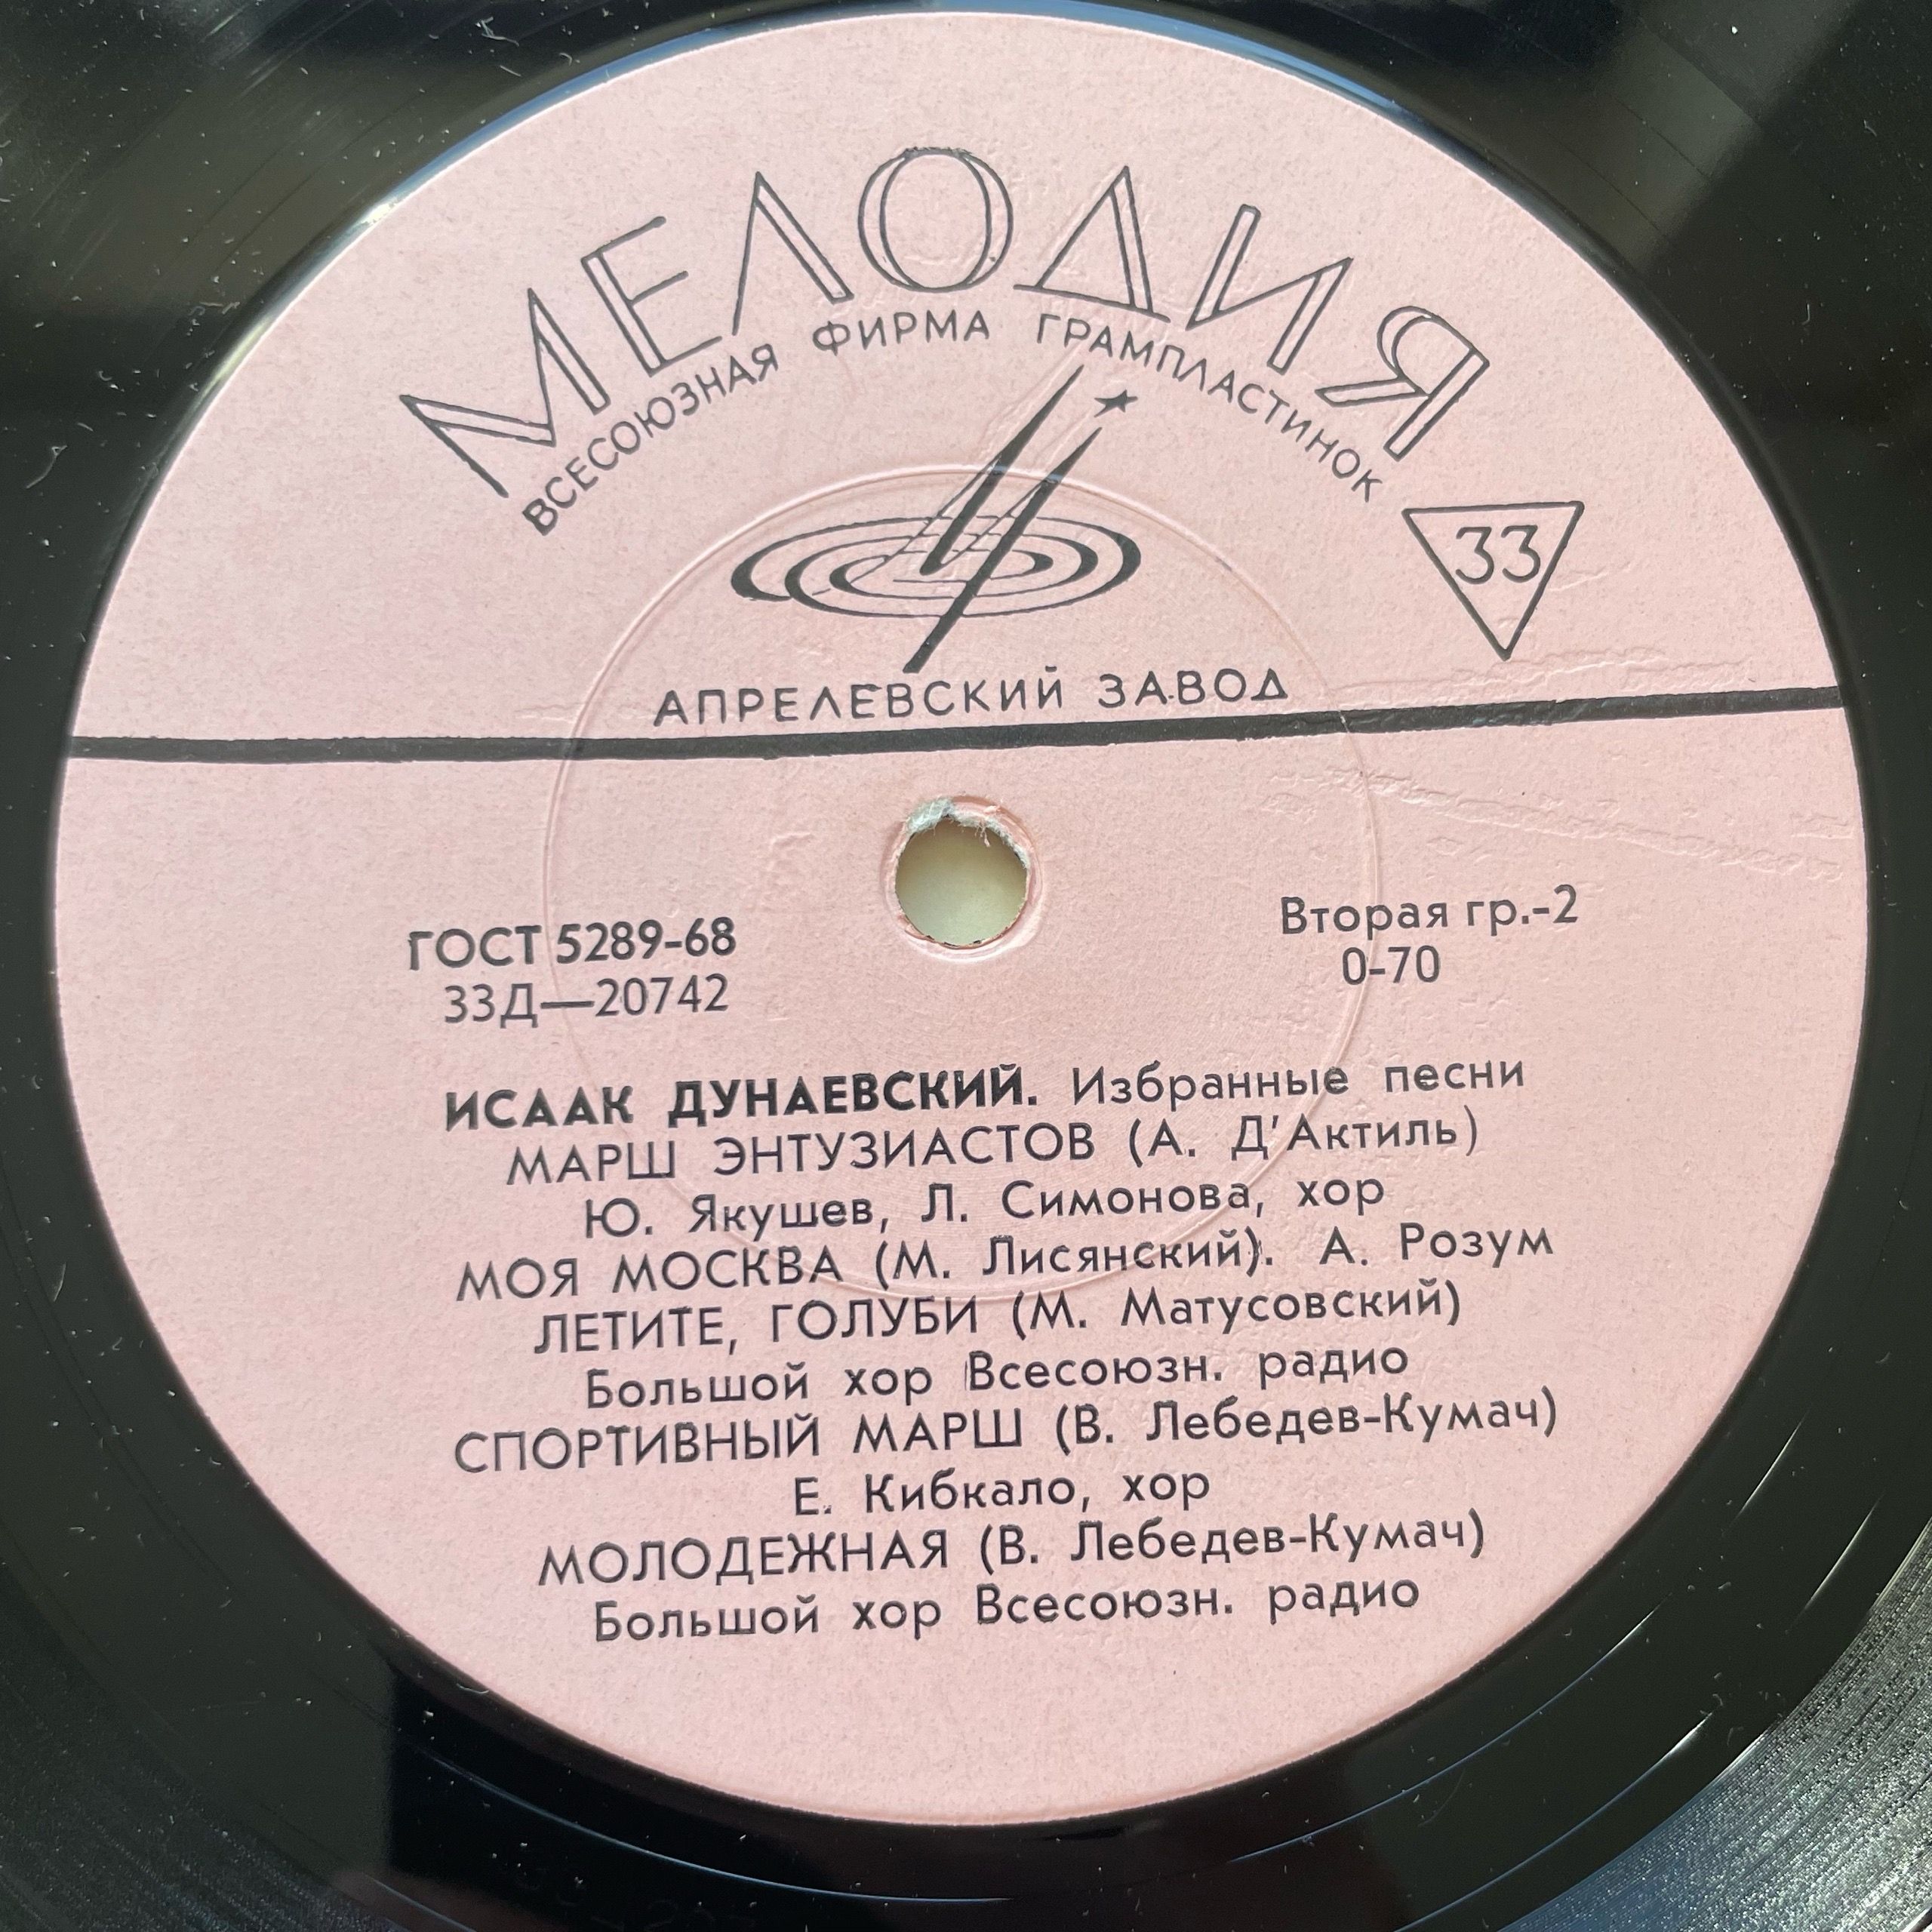 МЕЛОДИЯ
ВСЕСОЮЗНАЯ ФИРМА ГРАМПЛАСТИНОК
33
АПРЕЛЕВСКИЙ ЗАВОД
ГОСТ 5289-68
33Д—20742
Вторая гр.-2
0-70
ИСААК ДУНАЕВСКИЙ. Избранные песни
МАРШ ЭНТУЗИАСТОВ (А. Д'Актиль)
Ю. Якушев, Л. Симонова, хор
МОЯ МОСКВА (М. Лисянский). А. Розум
ЛЕТИТЕ, ГОЛУБИ (М. Матусовский)
Большой хор Всесоюзн. радио
СПОРТИВНЫЙ МАРШ (В. Лебедев-Кумач)
Е. Кибкало, хор
МОЛОДЕЖНАЯ (В. Лебедев-Кумач)
Большой хор Всесоюзн. радио